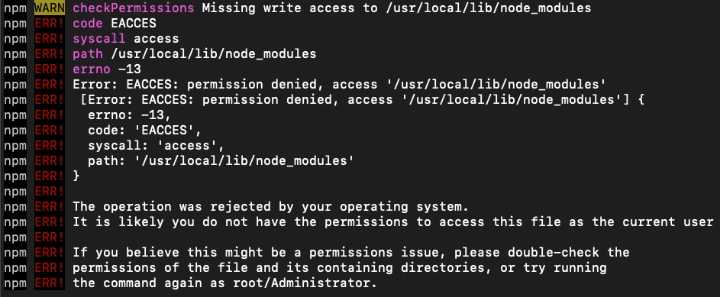 npm WARN checkPermissions Missing write access to /usr/local/lib/node_modules
npm ERR! code EACCES
npm ERR! syscall access
npm ERR! path /usr/local/lib/node_modules
npm ERR! errno -13
npm ERR! Error: EACCES: permission denied, access '/usr/local/lib/node_modules'
npm ERR!  [Error: EACCES: permission denied, access '/usr/local/lib/node_modules'] {
npm ERR!   errno: -13,
npm ERR!   code: 'EACCES',
npm ERR!   syscall: 'access',
npm ERR!   path: '/usr/local/lib/node_modules'
npm ERR! }
npm ERR!
npm ERR! The operation was rejected by your operating system.
npm ERR! It is likely you do not have the permissions to access this file as the current user
npm ERR!
npm ERR! If you believe this might be a permissions issue, please double-check the
npm ERR! permissions of the file and its containing directories, or try running
npm ERR! the command again as root/Administrator.